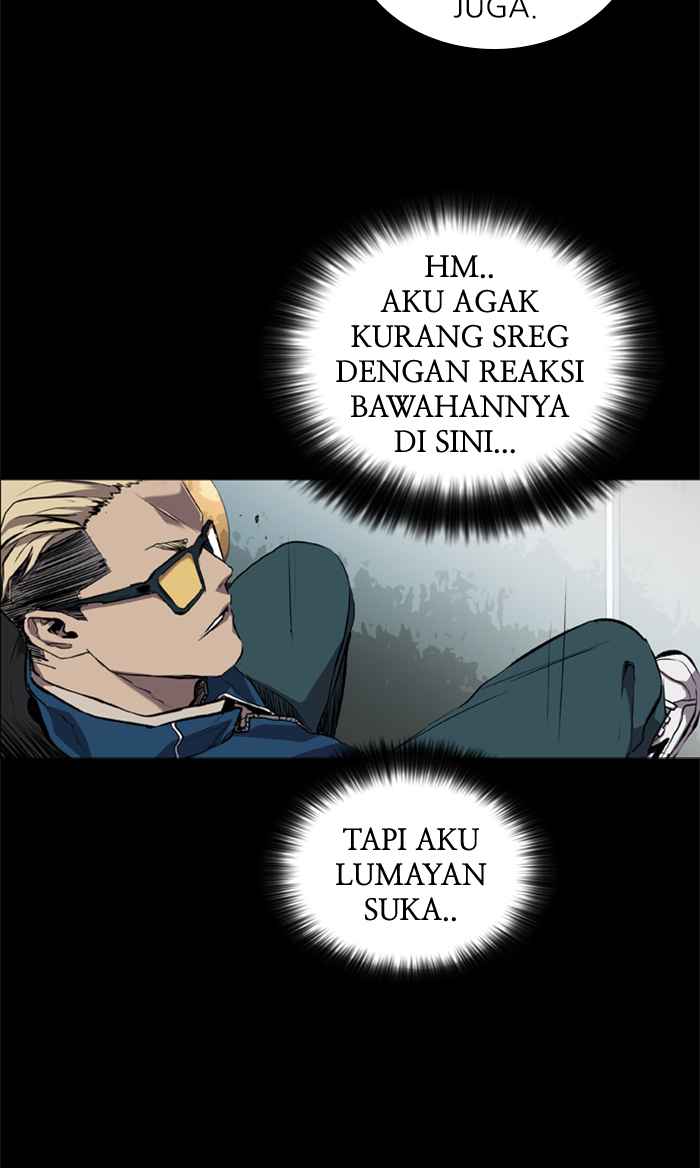 JUGA.
HM..
AKU AGAK
KURANG SREG
DENGAN REAKSI
BAWAHANNYA
DI SINI...
TAPI AKU
LUMAYAN
SUKA..